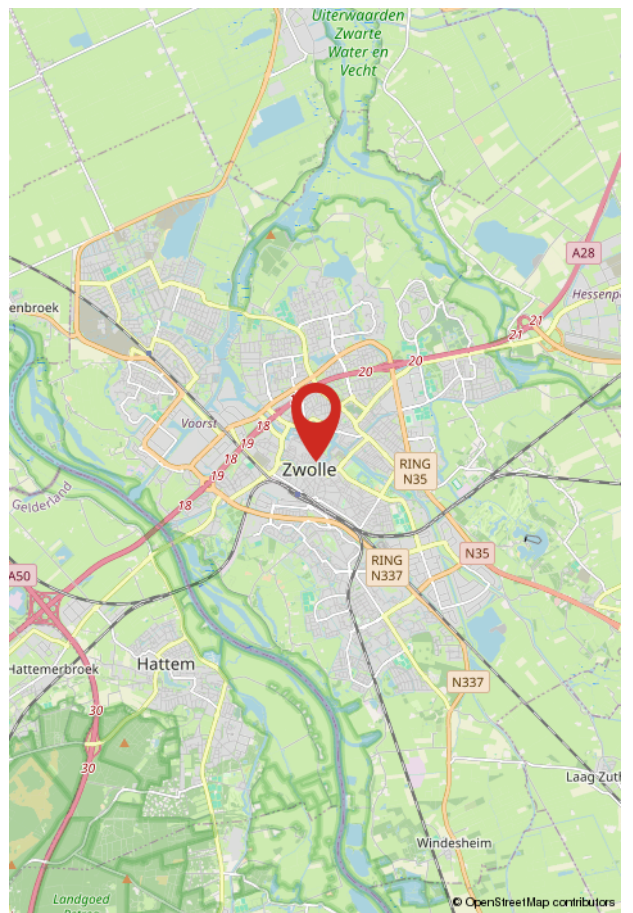 Uiterwaarden
Zwarte
Water en
Vecht
A28
Hessenp
enbroek
21
21
20
20
Voorst
18
19
18
19
18
Zwolle
RING
N35
Gelderland
N35
RING
N337
A50
Hattem
Hattemerbroek
N337
30
30
Laag Zuth
Windesheim
Landgoed
© OpenStreetMap contributors